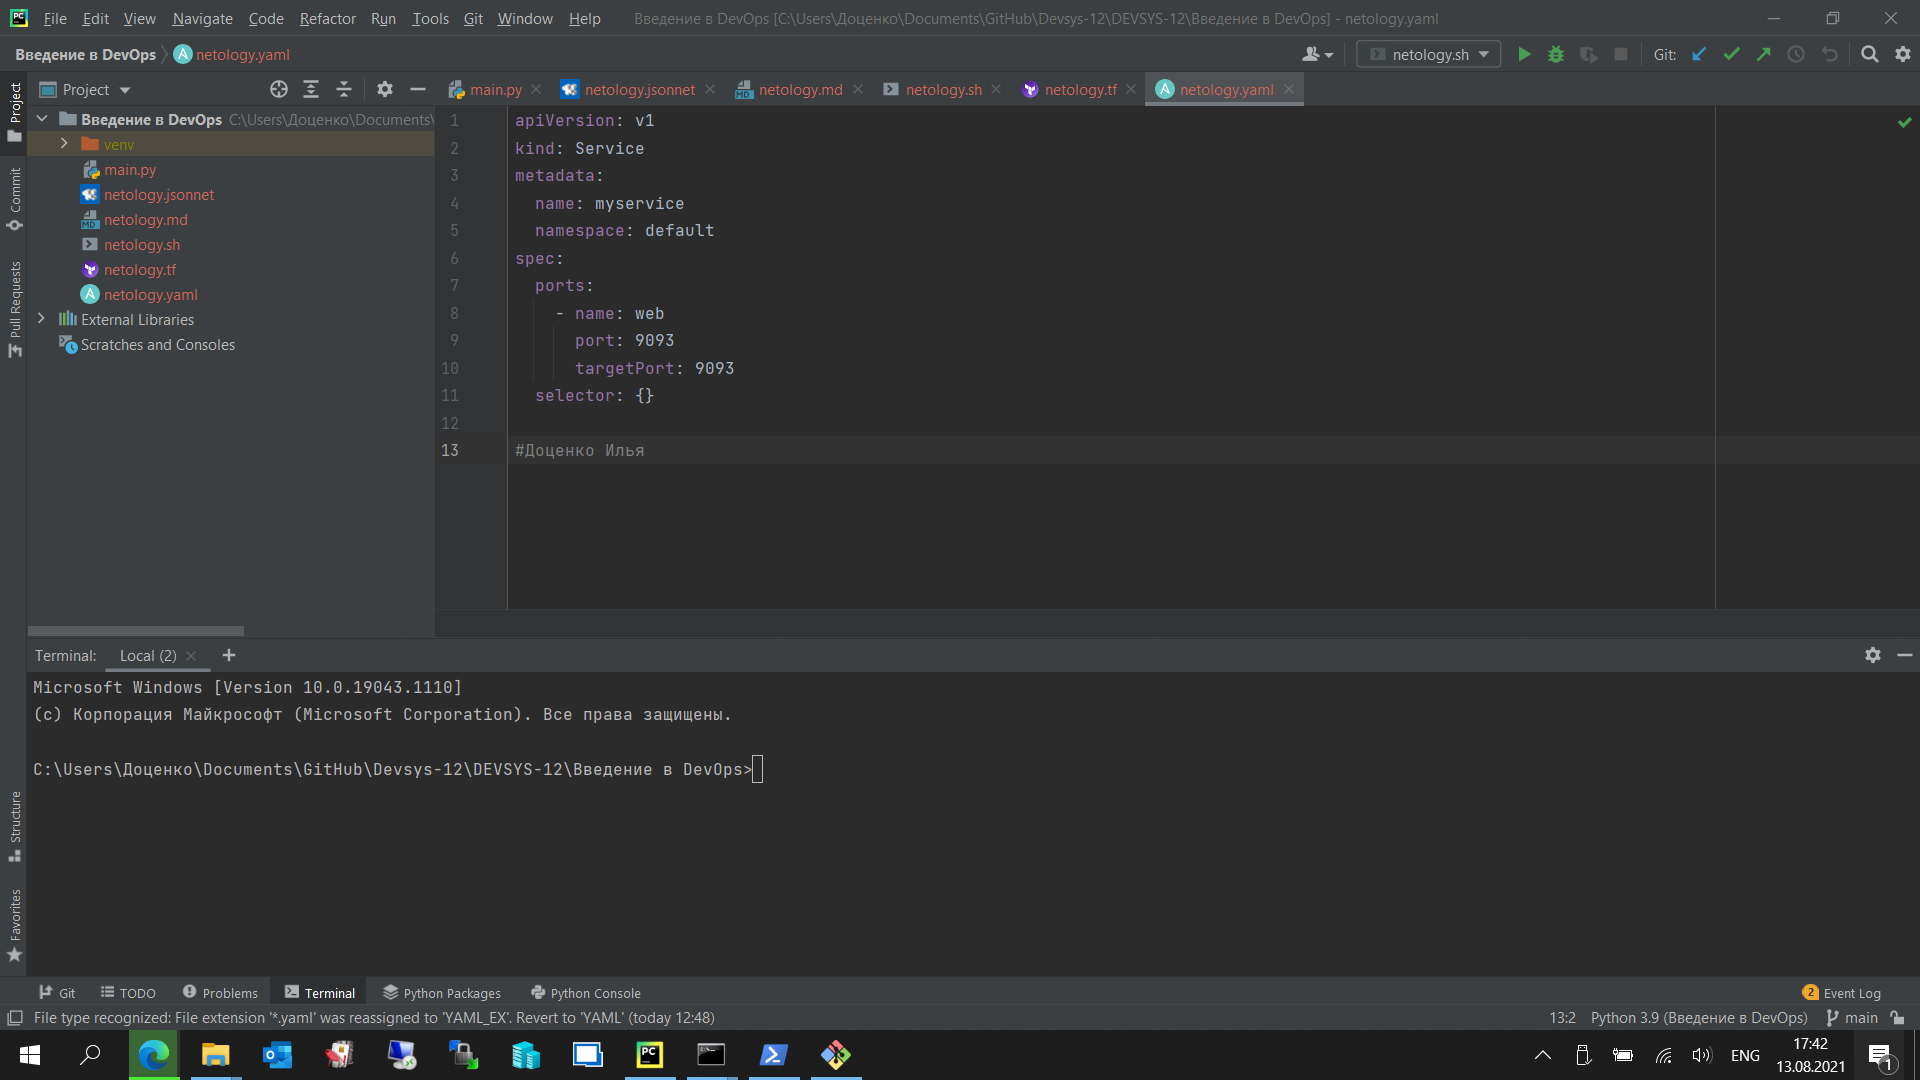 File Edit View Navigate Code Refactor Run Tools Git Window Help Введение в DevOps [C:\Users\Доценко\Documents\GitHub\Devsys-12\DEVSYS-12\Введение в DevOps] - netology.yaml
Введение в DevOps netology.yaml netology.sh Git:
Project
Project
main.py netology.jsonnet netology.md netology.sh netology.tf netology.yaml
Введение в DevOps C:\Users\Доценко\Documents\
venv
main.py
netology.jsonnet
netology.md
netology.sh
netology.tf
netology.yaml
External Libraries
Scratches and Consoles
Commit
Pull Requests
1 apiVersion: v1
2 kind: Service
3 metadata:
4 name: myservice
5 namespace: default
6 spec:
7 ports:
8 - name: web
9 port: 9093
10 targetPort: 9093
11 selector: {}
12
13 #Доценко Илья
Terminal: Local (2)
Microsoft Windows [Version 10.0.19043.1110]
(c) Корпорация Майкрософт (Microsoft Corporation). Все права защищены.
C:\Users\Доценко\Documents\GitHub\Devsys-12\DEVSYS-12\Введение в DevOps>
Structure
Favorites
Git TODO Problems Terminal Python Packages Python Console 2 Event Log
File type recognized: File extension '*.yaml' was reassigned to 'YAML_EX'. Revert to 'YAML' (today 12:48) 13:2 Python 3.9 (Введение в DevOps) main
ENG 17:42
13.08.2021
1